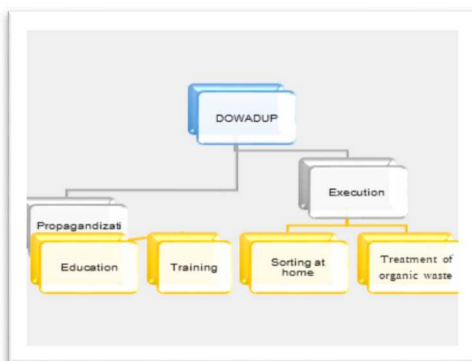 DOWADUP
Execution
Propagandizati
Education
Training
Sorting at
home
Treatment of
organic waste